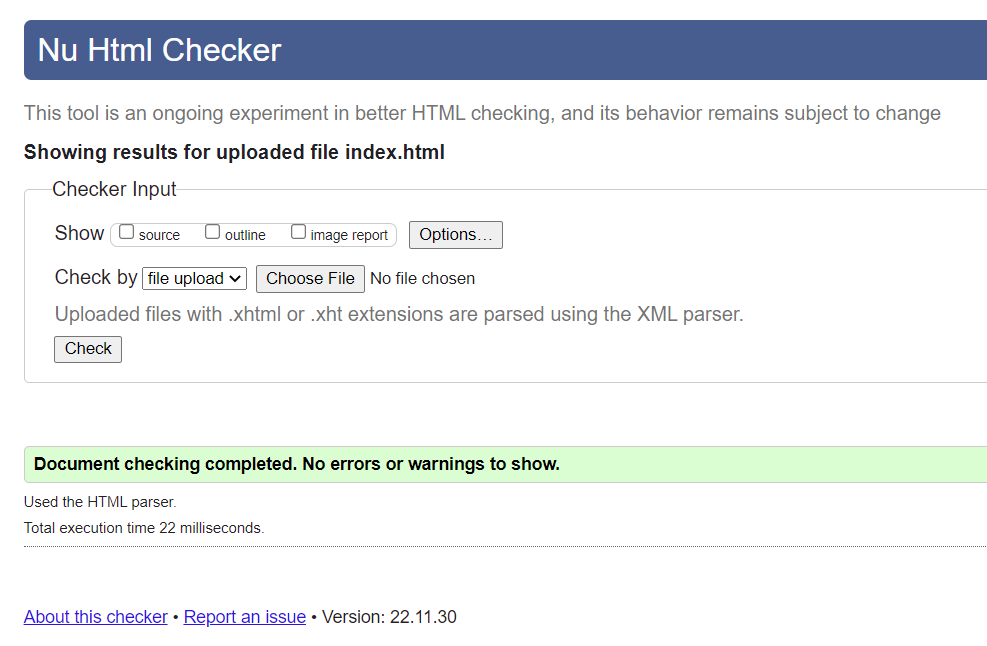 Nu Html Checker
This tool is an ongoing experiment in better HTML checking, and its behavior remains subject to change
Showing results for uploaded file index.html
Checker Input
Show source outline image report Options...
Check by file upload Choose File No file chosen
Uploaded files with .xhtml or .xht extensions are parsed using the XML parser.
Check
Document checking completed. No errors or warnings to show.
Used the HTML parser.
Total execution time 22 milliseconds.
About this checker • Report an issue • Version: 22.11.30